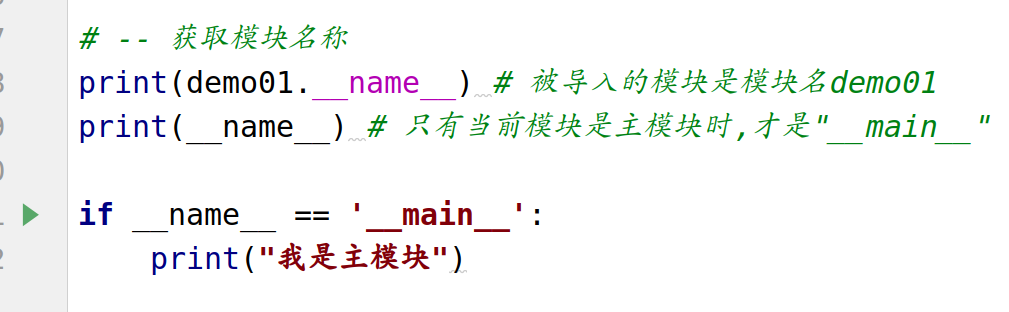 # -- 获取模块名称
print(demo01.__name__) # 被导入的模块是模块名demo01
print(__name__) # 只有当前模块是主模块时,才是"__main__"
if __name__ == '__main__':
    print("我是主模块")